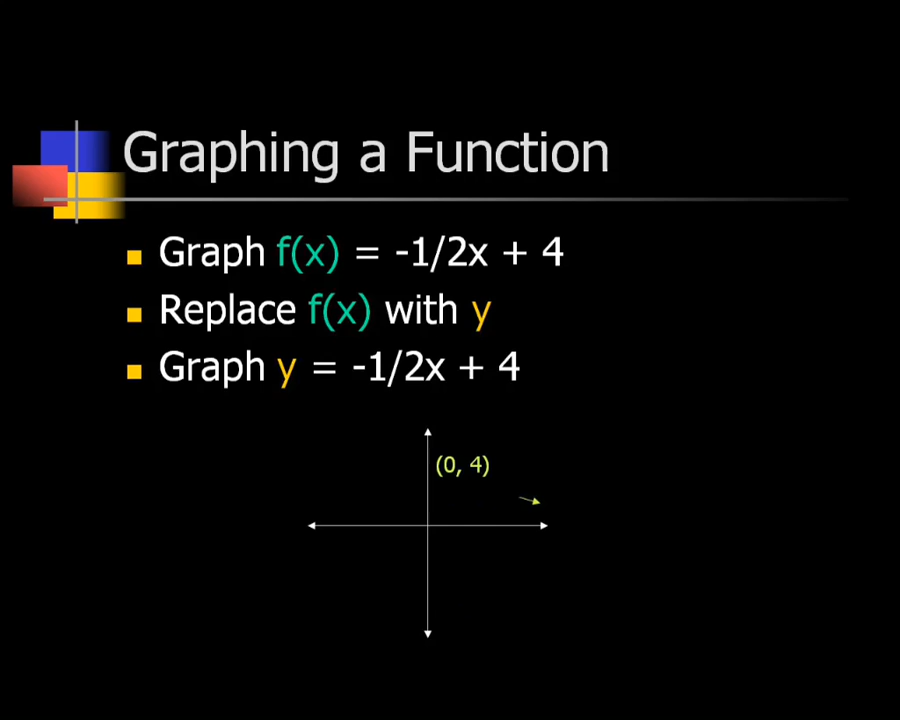 Graphing a Function
Graph f(x) = -1/2x + 4
Replace f(x) with y
Graph y = -1/2x + 4
(0, 4)